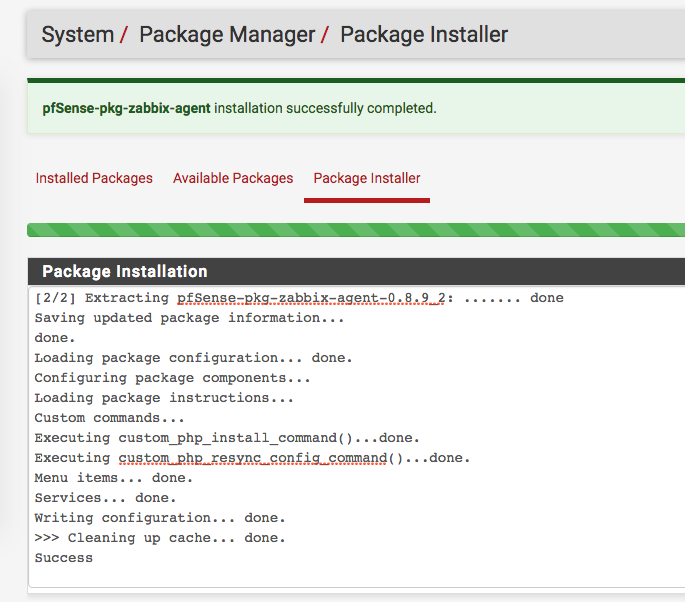 System / Package Manager / Package Installer
pfSense-pkg-zabbix-agent installation successfully completed.
Installed Packages Available Packages Package Installer
Package Installation
[2/2] Extracting pfSense-pkg-zabbix-agent-0.8.9_2: ....... done
Saving updated package information...
done.
Loading package configuration... done.
Configuring package components...
Loading package instructions...
Custom commands...
Executing custom_php_install_command()...done.
Executing custom_php_resync_config_command()...done.
Menu items... done.
Services... done.
Writing configuration... done.
>>> Cleaning up cache... done.
Success